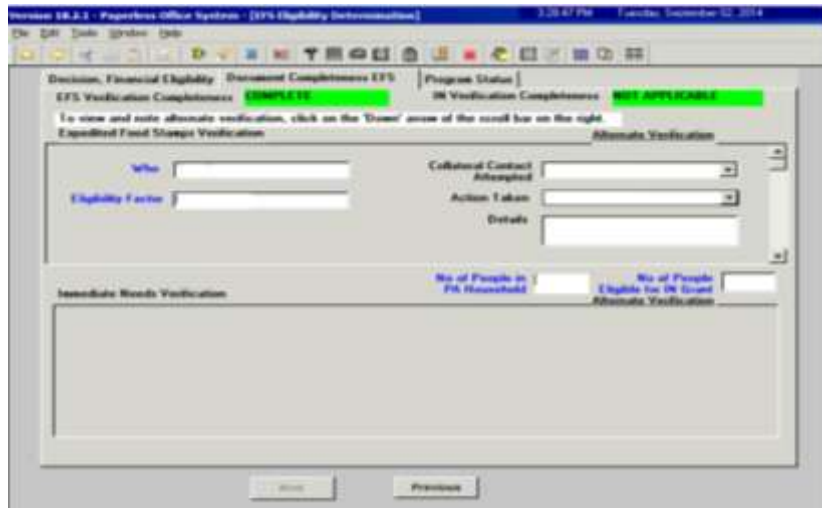 Version 18.2.1 - Paperless Office System - [EFS Eligibility Determination] 3:28:47 PM Tuesday, September 02, 2014
File Edit Tools Window Help
Decision, Financial Eligibility Document Completeness EFS Program Status
EFS Verification Completeness COMPLETE IN Verification Completeness NOT APPLICABLE
To view and note alternate verification, click on the 'Down' arrow of the scroll bar on the right.
Expedited Food Stamps Verification Alternate Verification
Who Collateral Contact Attempted
Eligibility Factor Action Taken
Details
No of People in PA Household No of People Eligible for IN Grant
Immediate Needs Verification Alternate Verification
Next Previous